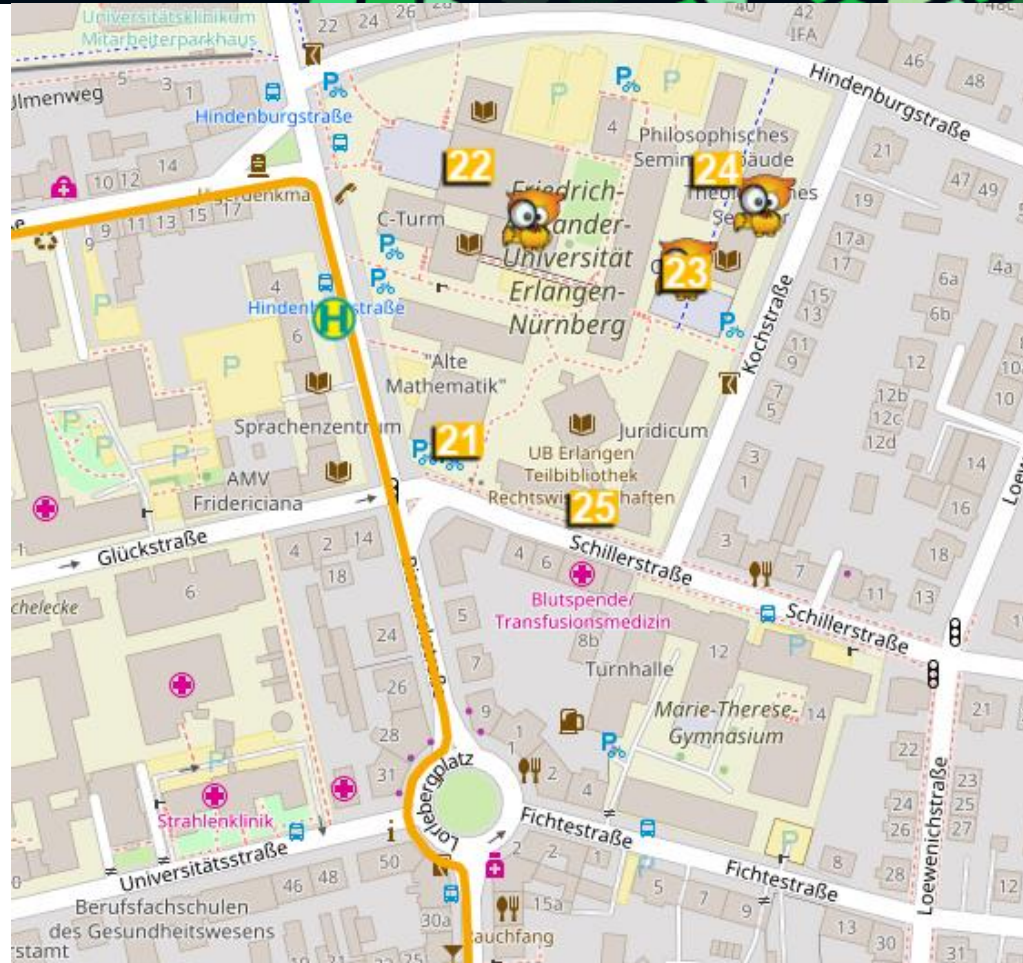 Universitätsklinikum
Mitarbeiterparkhaus
22
24
26
40
42
IFA
46
48
Hindenburgstraße
5
3
1
Ulmenweg
Hindenburgstraße
14
10
12
P
P
P
P
4
Philosophisches
22
24
21
47
49
19
17a
17
C-Turm
Friedrich-
ander-
Universität
Erlangen-
Nürnberg
9
9
11
13
15
17
P
P
P
23
4
H
6
P
P
15
13
11
9
7
5
Kochstraße
6a
4a
6b
12
10
12b
12c
12d
"Alte
Mathematik"
Sprachenzentrum
P
P
P
P
21
Juridicum
UB Erlangen
Teilbibliothek
25
3
1
14
16
AMV
Fridericiana
Glückstraße
4
2
14
18
6
Schillerstraße
4
6
Blutspende/
Transfusionsmedizin
8b
3
7
11
13
18
Schillerstraße
Turnhalle
12
P
5
24
7
26
9
1
1
28
31
2
4
Marie-Therese-
Gymnasium
14
P
21
22
24
26
23
25
27
Loewenichstraße
P
Strahlenklinik
Lorlebergplatz
i
Fichtestraße
Universitätsstraße
50
46
48
2
2
1
P
P
8
28
Fichtestraße
5
7
9
12
Berufsfachschulen
des Gesundheitswesens
30a
15a
13
30
31